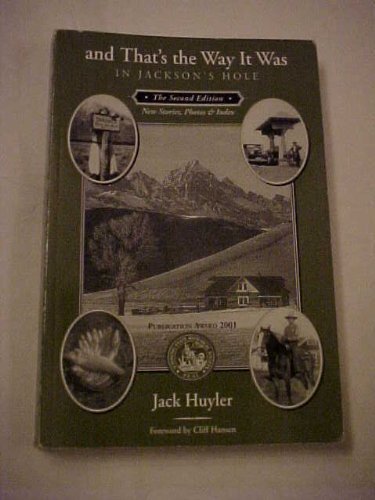 and That's the Way It Was
IN JACKSON'S HOLE
• The Second Edition •
New Stories, Photos & Index
PUBLICATION AWARD 2001
Jack Huyler
Foreword by Cliff Hansen